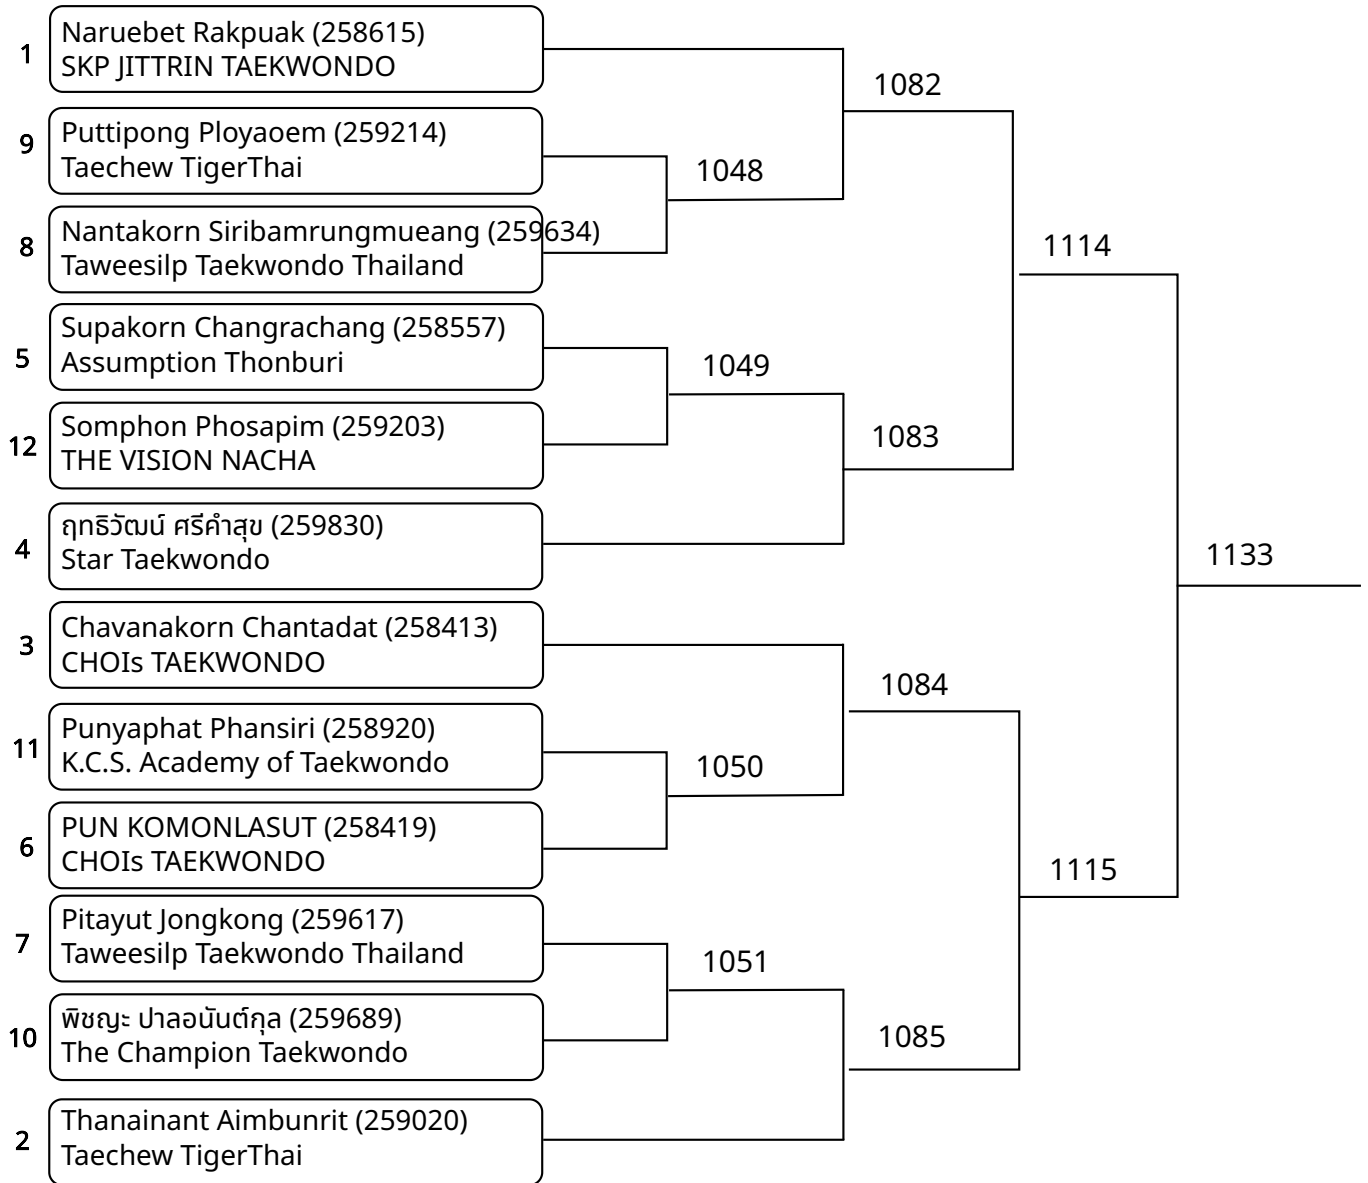 1
Naruebet Rakpuak (258615)
SKP JITTRIN TAEKWONDO
1082
9
Puttipong Ployaoem (259214)
Taechew TigerThai
1048
8
Nantakorn Siribamrungmueang (259634)
Taweesilp Taekwondo Thailand
1114
5
Supakorn Changrachang (258557)
Assumption Thonburi
1049
12
Somphon Phosapim (259203)
THE VISION NACHA
1083
4
ฤทธิวัฒน์ ศรีคำสุข (259830)
Star Taekwondo
1133
3
Chavanakorn Chantadat (258413)
CHOIs TAEKWONDO
1084
11
Punyaphat Phansiri (258920)
K.C.S. Academy of Taekwondo
1050
6
PUN KOMONLASUT (258419)
CHOIs TAEKWONDO
1115
7
Pitayut Jongkong (259617)
Taweesilp Taekwondo Thailand
1051
10
พิชญะ ปาลอนันต์กุล (259689)
The Champion Taekwondo
1085
2
Thanainant Aimbunrit (259020)
Taechew TigerThai